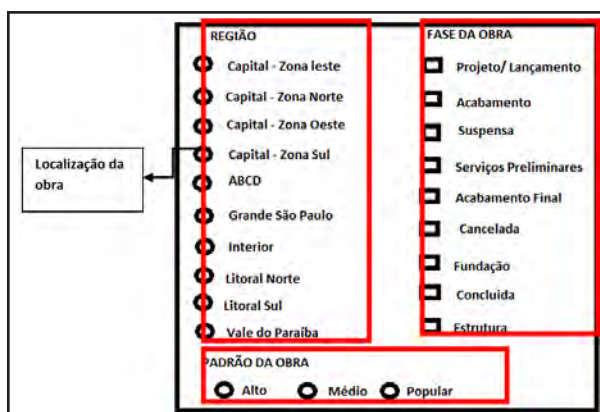 Localização da
obra
REGIÃO
Capital - Zona leste
Capital - Zona Norte
Capital - Zona Oeste
Capital - Zona Sul
ABCD
Grande São Paulo
Interior
Litoral Norte
Litoral Sul
Vale do Paraiba
FASE DA OBRA
Projeto/ Lançamento
Acabamento
Suspensa
Serviços Preliminares
Acabamento Final
Cancelada
Fundação
Concluida
Estrutura
PADRÃO DA OBRA
Alto Médio Popular